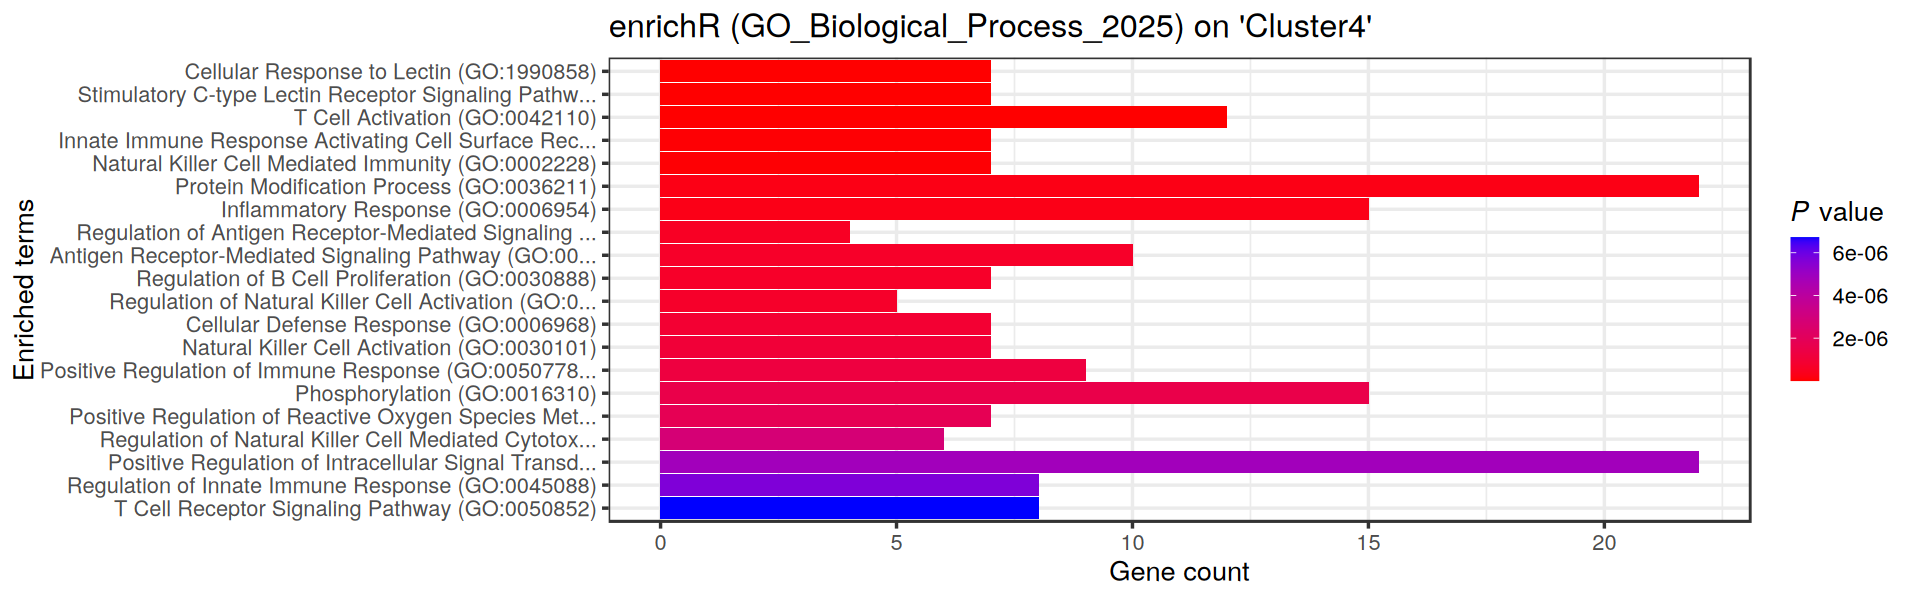 enrichR (GO_Biological_Process_2025) on 'Cluster4'
Cellular Response to Lectin (GO:1990858)
Stimulatory C-type Lectin Receptor Signaling Pathw...
T Cell Activation (GO:0042110)
Innate Immune Response Activating Cell Surface Rec...
Natural Killer Cell Mediated Immunity (GO:0002228)
Protein Modification Process (GO:0036211)
Inflammatory Response (GO:0006954)
Regulation of Antigen Receptor-Mediated Signaling ...
Antigen Receptor-Mediated Signaling Pathway (GO:00...
Regulation of B Cell Proliferation (GO:0030888)
Regulation of Natural Killer Cell Activation (GO:0...
Cellular Defense Response (GO:0006968)
Natural Killer Cell Activation (GO:0030101)
Positive Regulation of Immune Response (GO:0050778...
Phosphorylation (GO:0016310)
Positive Regulation of Reactive Oxygen Species Met...
Regulation of Natural Killer Cell Mediated Cytotox...
Positive Regulation of Intracellular Signal Transd...
Regulation of Innate Immune Response (GO:0045088)
T Cell Receptor Signaling Pathway (GO:0050852)
Enriched terms
0 5 10 15 20
Gene count
P value
6e-06
4e-06
2e-06